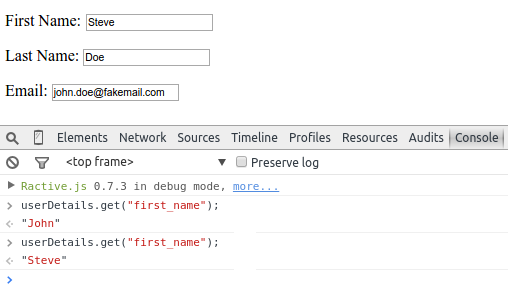 First Name: Steve
Last Name: Doe
Email: john.doe@fakemail.com
Elements Network Sources Timeline Profiles Resources Audits Console
<top frame> Preserve log
Ractive.js 0.7.3 in debug mode, more...
userDetails.get("first_name");
"John"
userDetails.get("first_name");
"Steve"